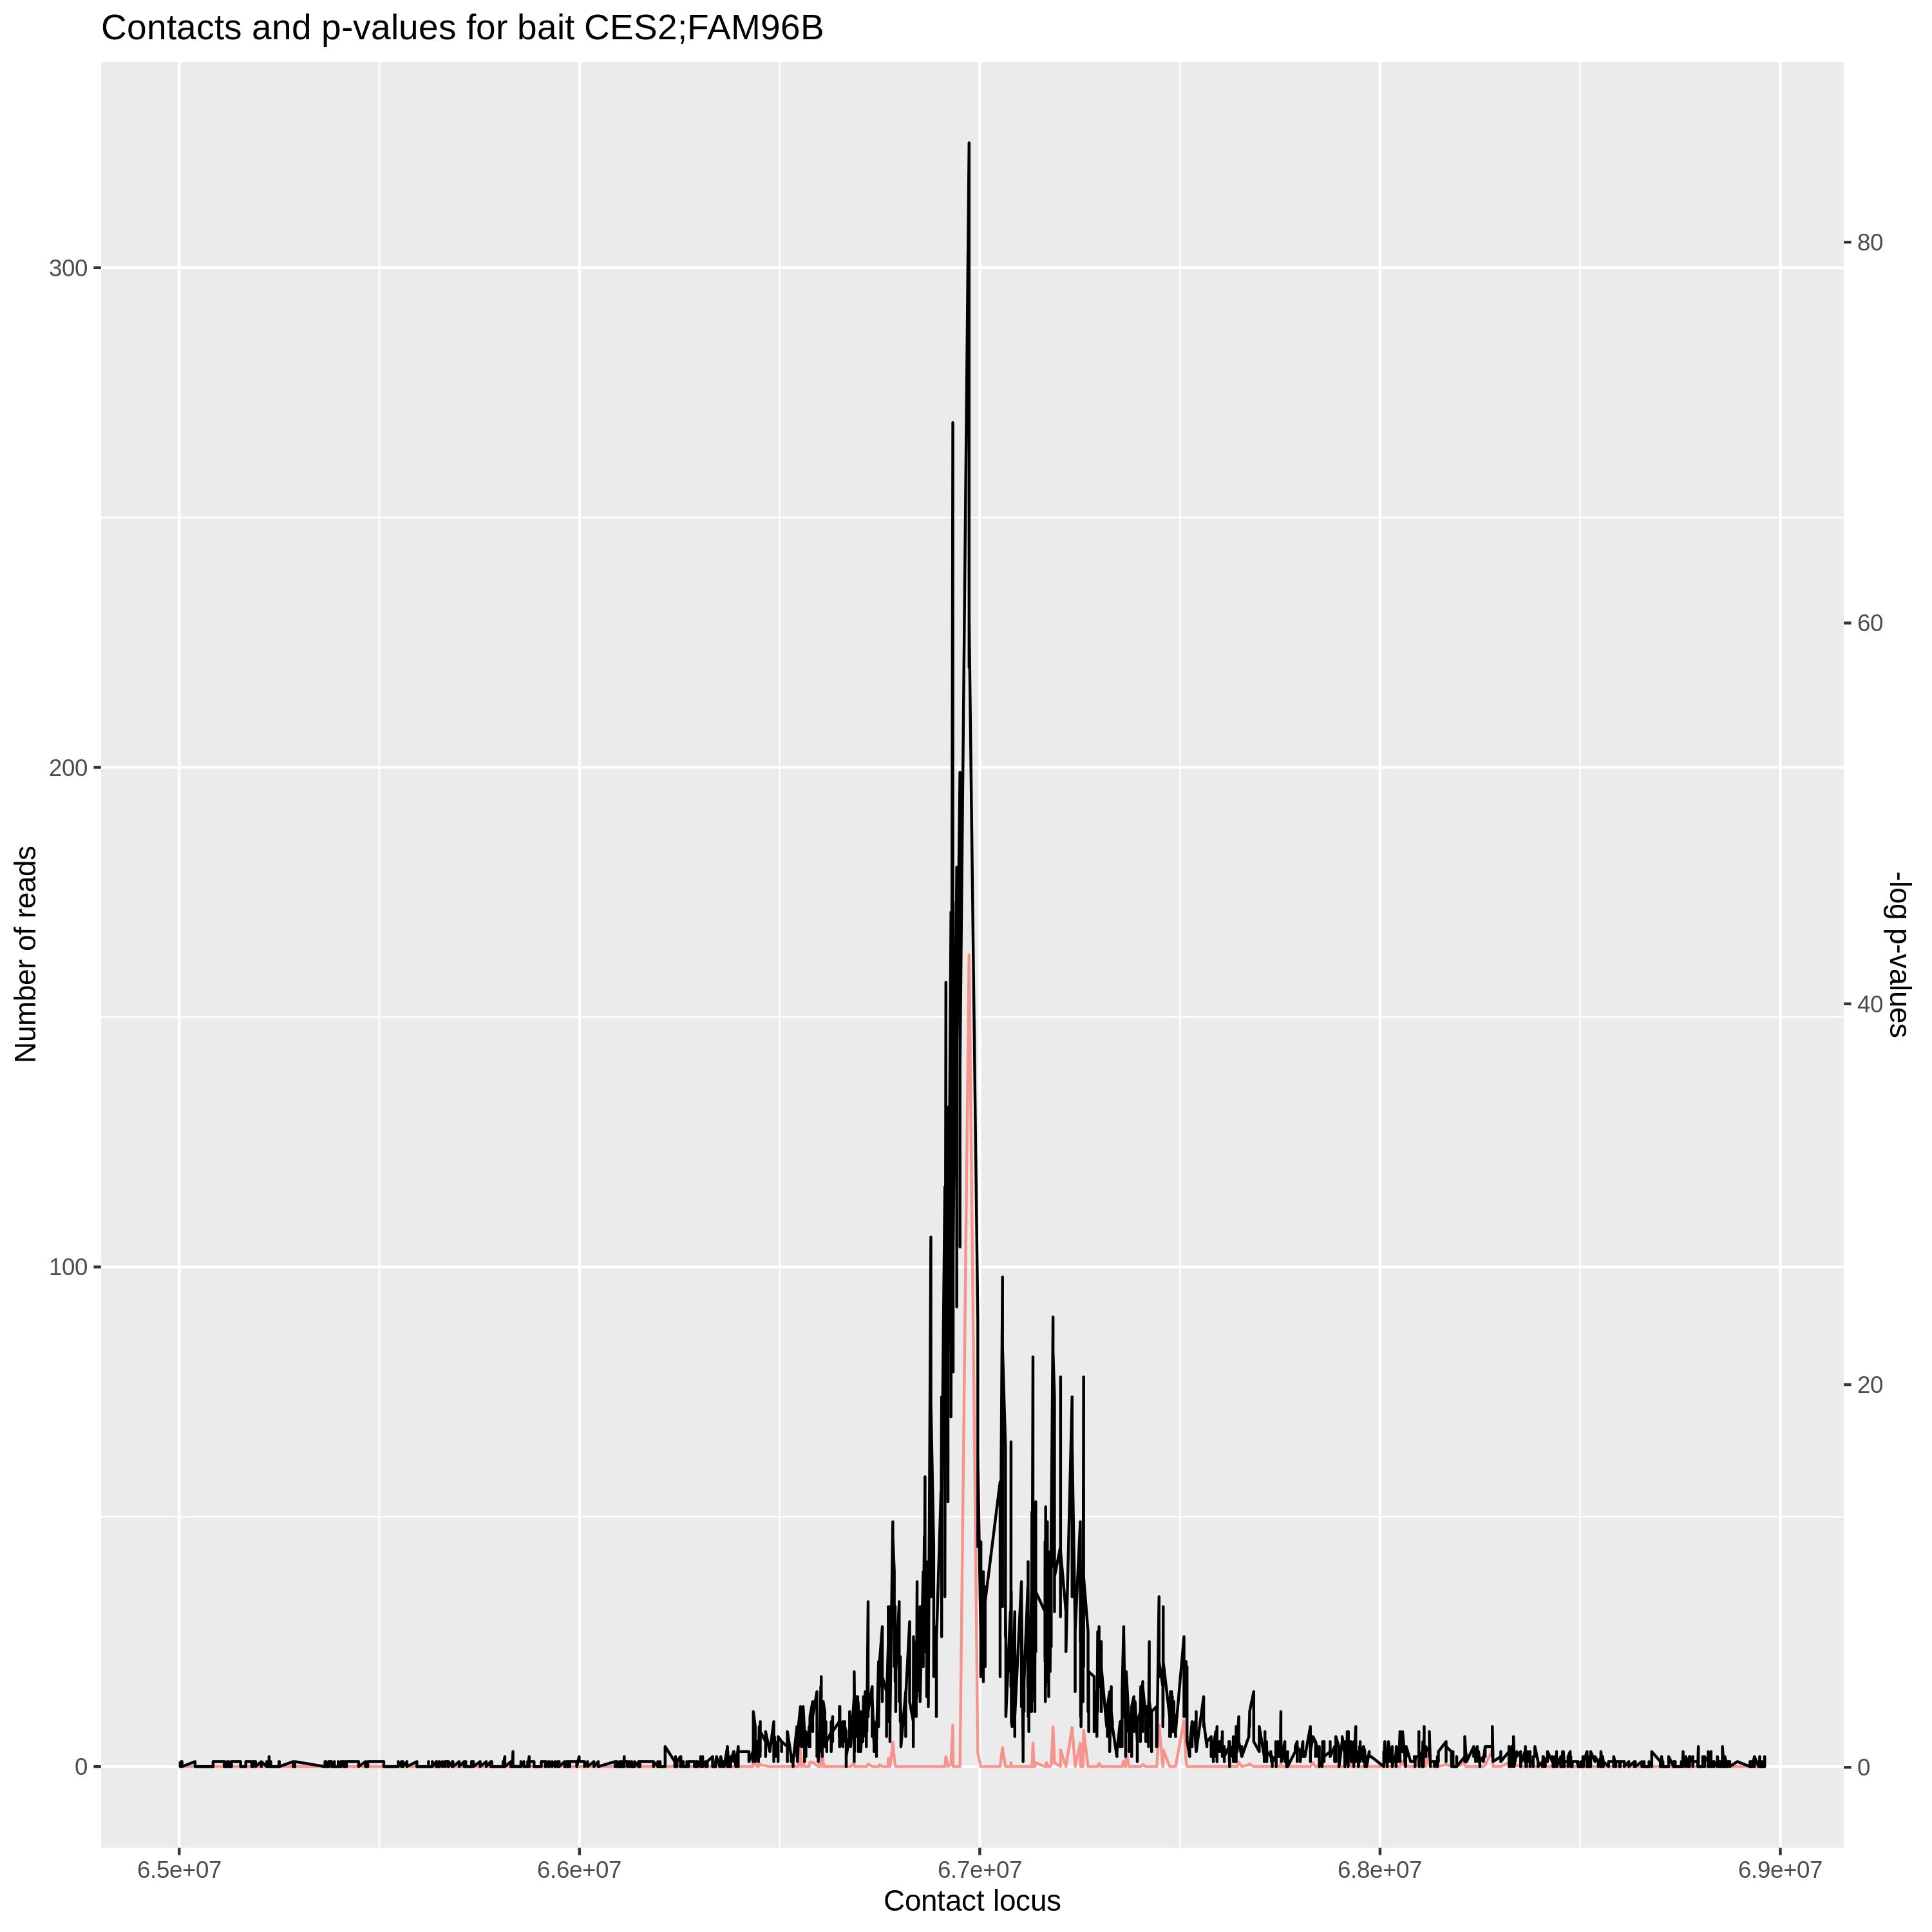 Contacts and p-values for bait CES2;FAM96B
300
200
100
0
Number of reads
80
60
40
20
0
-log p-values
6.5e+07
6.6e+07
6.7e+07
6.8e+07
6.9e+07
Contact locus